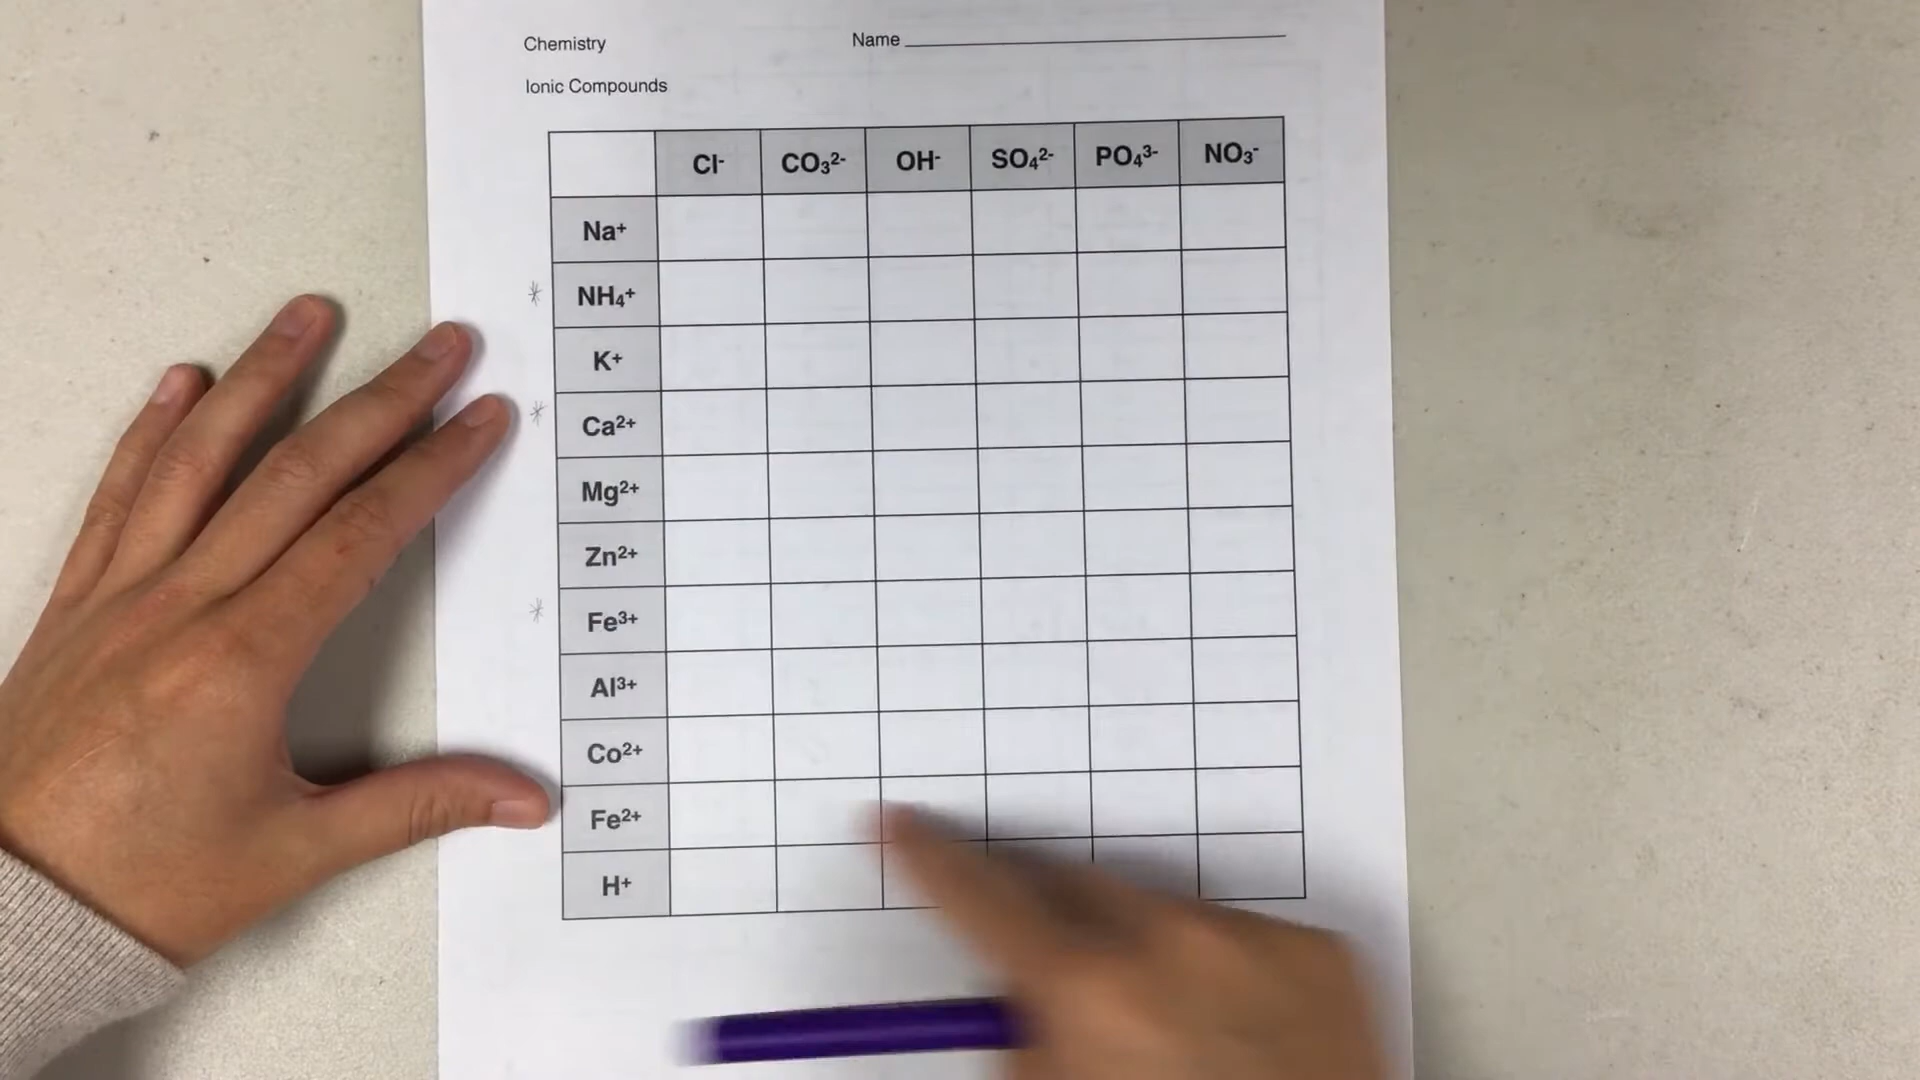 Chemistry Name
Ionic Compounds
Cl⁻ CO₃²⁻ OH⁻ SO₄²⁻ PO₄³⁻ NO₃⁻
Na⁺
* NH₄⁺
K⁺
* Ca²⁺
Mg²⁺
Zn²⁺
* Fe³⁺
Al³⁺
Co²⁺
Fe²⁺
H⁺